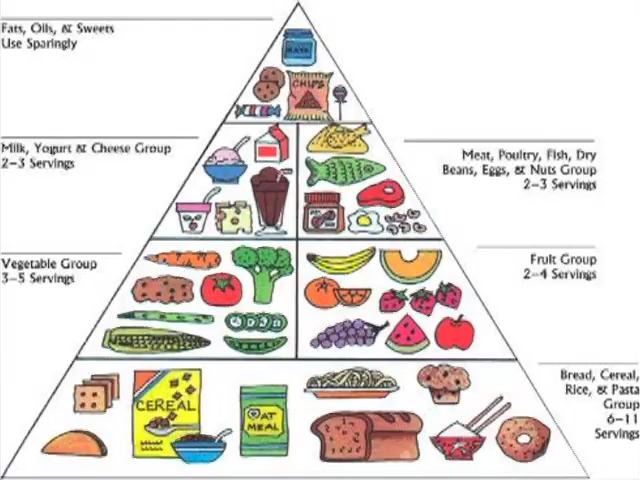 Fats, Oils, & Sweets
Use Sparingly
MAYO
CHIPS
Milk, Yogurt & Cheese Group
2–3 Servings
Meat, Poultry, Fish, Dry
Beans, Eggs, & Nuts Group
2–3 Servings
Vegetable Group
3–5 Servings
Fruit Group
2–4 Servings
Bread, Cereal,
Rice, & Pasta
Group
6–11
Servings
CEREAL
OAT
MEAL